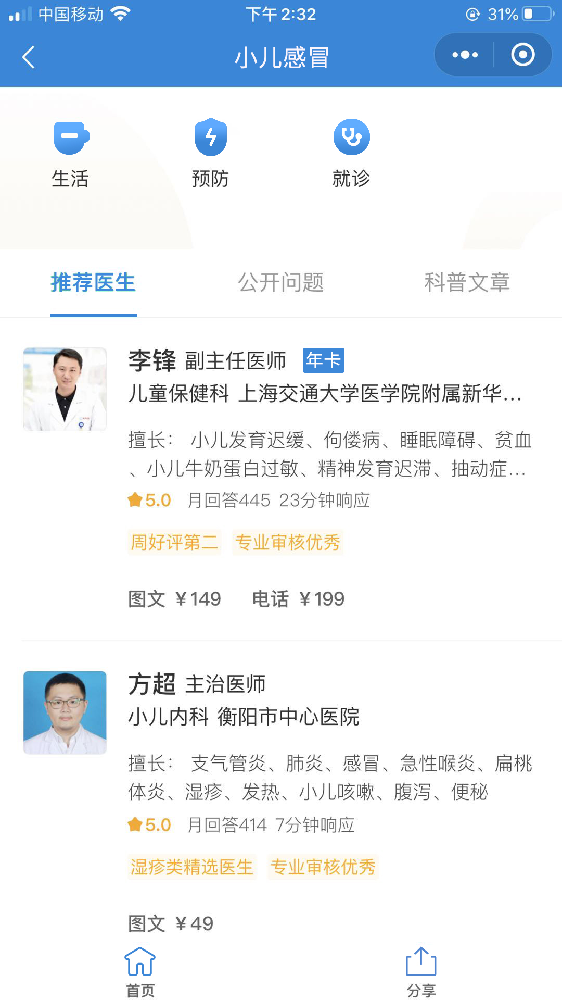 中国移动 下午 2:32 31%
小儿感冒
生活 预防 就诊
推荐医生 公开问题 科普文章
李锋 副主任医师 年卡
儿童保健科 上海交通大学医学院附属新华...
擅长： 小儿发育迟缓、佝偻病、睡眠障碍、贫血
、小儿牛奶蛋白过敏、精神发育迟滞、抽动症...
5.0 月回答445 23分钟响应
周好评第二 专业审核优秀
图文 ¥149 电话 ¥199
方超 主治医师
小儿内科 衡阳市中心医院
擅长： 支气管炎、肺炎、感冒、急性喉炎、扁桃
体炎、湿疹、发热、小儿咳嗽、腹泻、便秘
5.0 月回答414 7分钟响应
湿疹类精选医生 专业审核优秀
图文 ¥49
首页 分享